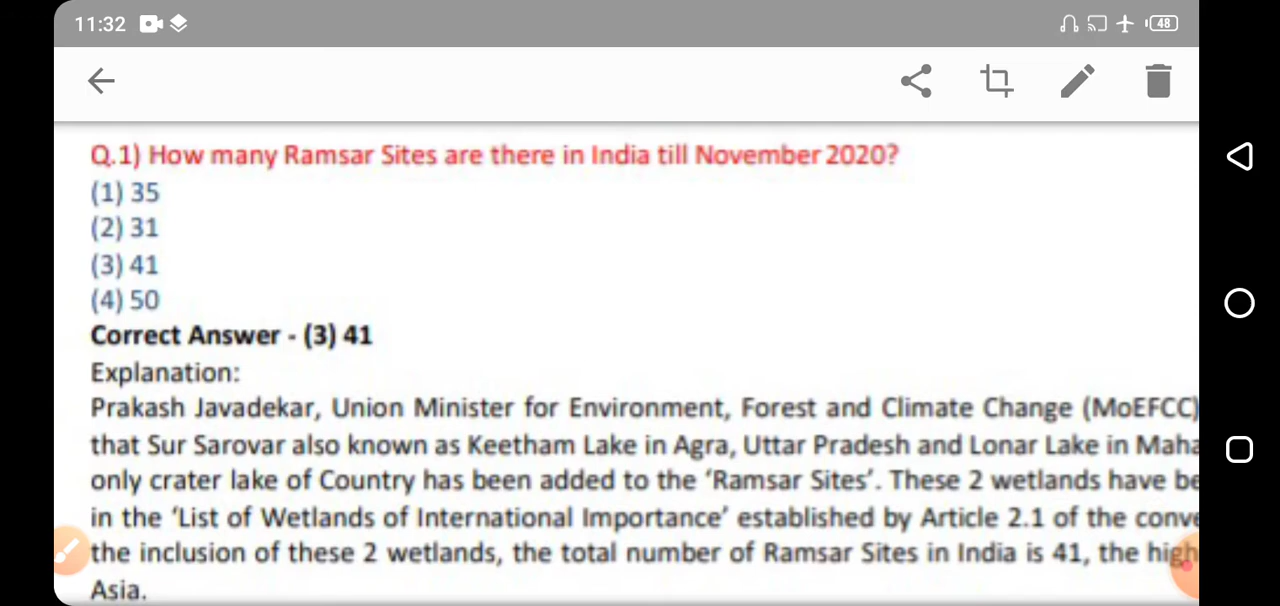 11:32 48
Q.1) How many Ramsar Sites are there in India till November 2020?
(1) 35
(2) 31
(3) 41
(4) 50
Correct Answer - (3) 41
Explanation:
Prakash Javadekar, Union Minister for Environment, Forest and Climate Change (MoEFCC)
that Sur Sarovar also known as Keetham Lake in Agra, Uttar Pradesh and Lonar Lake in Maha
only crater lake of Country has been added to the ‘Ramsar Sites’. These 2 wetlands have be
in the ‘List of Wetlands of International Importance’ established by Article 2.1 of the conve
the inclusion of these 2 wetlands, the total number of Ramsar Sites in India is 41, the high
Asia.